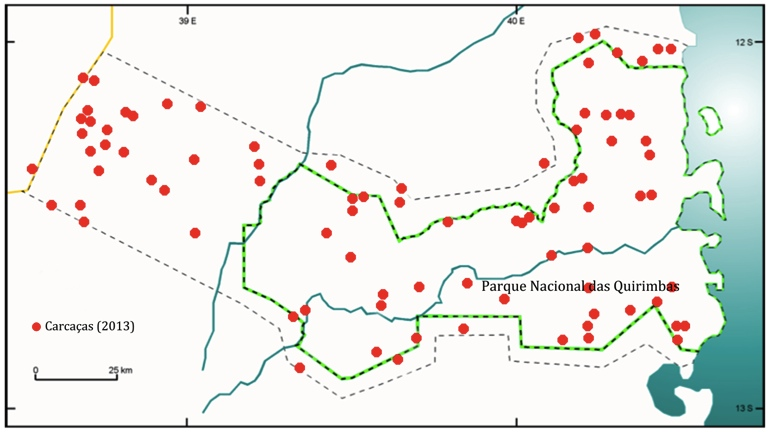 39 E
40 E
12 S
Parque Nacional das Quirimbas
Carcaças (2013)
0
25 km
13 S